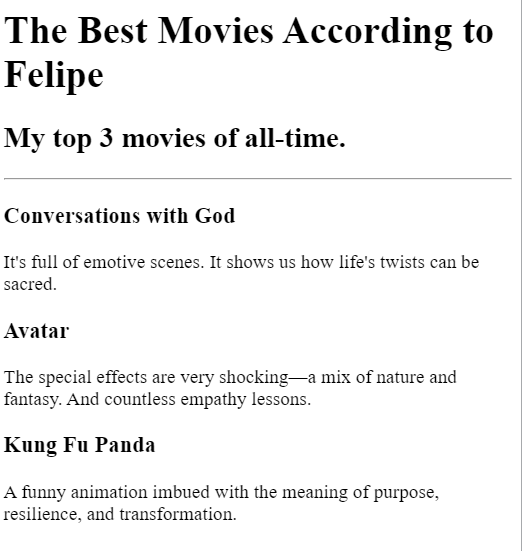 The Best Movies According to
Felipe
My top 3 movies of all-time.
Conversations with God
It's full of emotive scenes. It shows us how life's twists can be
sacred.
Avatar
The special effects are very shocking—a mix of nature and
fantasy. And countless empathy lessons.
Kung Fu Panda
A funny animation imbued with the meaning of purpose,
resilience, and transformation.